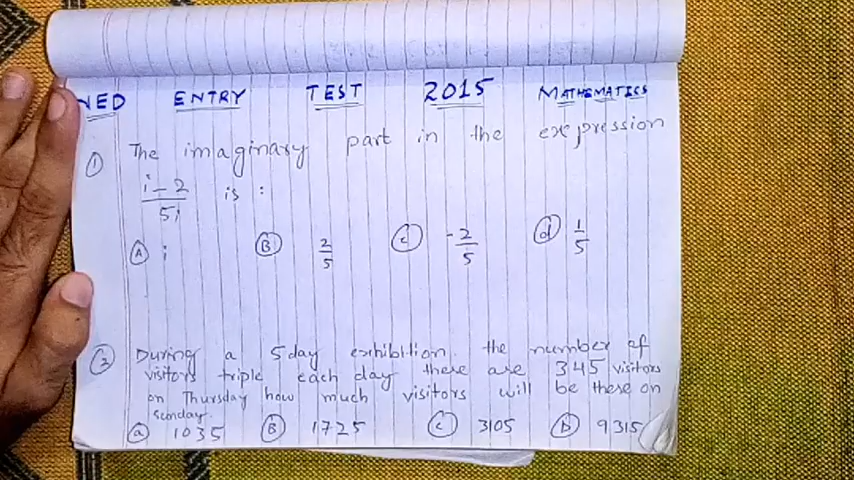 NED ENTRY TEST 2015 MATHEMATICS
① The imaginary part in the expression
i-2/5i is :
Ⓐ i Ⓑ 2/5 ⓒ -2/5 ⓓ 1/5
② During a 5day exhibition the number of
visitors triple each day there are 345 visitors
on Thursday how much visitors will be there on
Sunday.
ⓐ 1035 Ⓑ 1725 ⓒ 3105 Ⓓ 9315